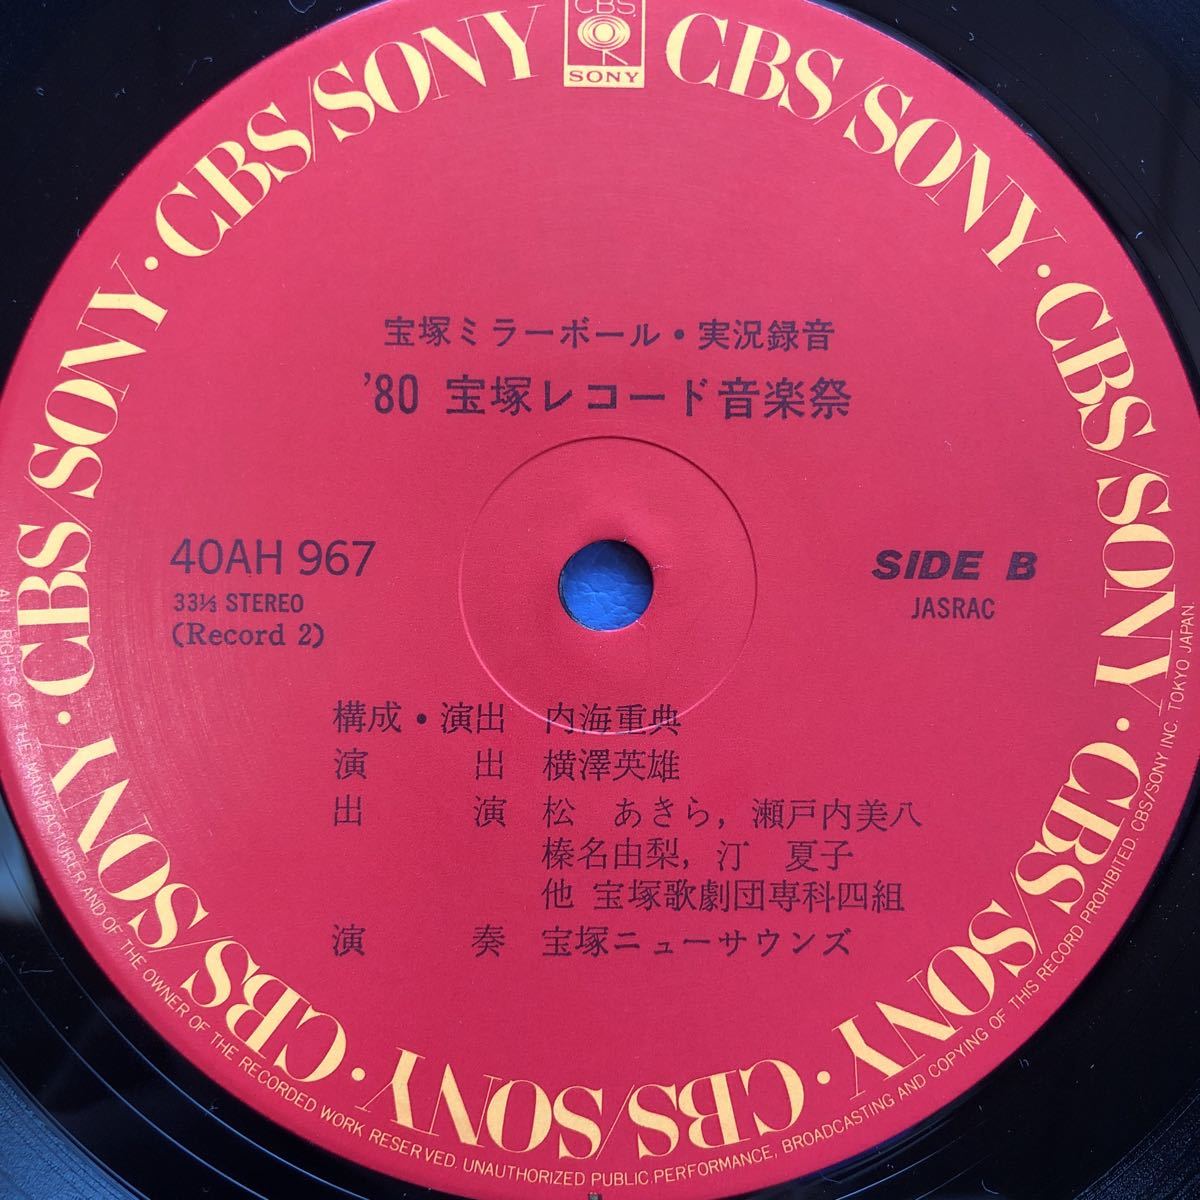 CBS
SONY
CBS/SONY · CBS/SONY · CBS/SONY · CBS/SONY · CBS/SONY · CBS/SONY · CBS/SONY · CBS/SONY
宝塚ミラーボール・実況録音
’80 宝塚レコード音楽祭
40AH 967
33⅓ STEREO
(Record 2)
SIDE B
JASRAC
構成・演出 内海重典
演出 横澤英雄
出演 松 あきら, 瀬戸内美八
榛名由梨, 汀 夏子
他 宝塚歌劇団専科四組
演奏 宝塚ニューサウンズ
ALL RIGHTS OF THE MANUFACTURER AND OF THE OWNER OF THE RECORDED WORK RESERVED. UNAUTHORIZED PUBLIC PERFORMANCE, BROADCASTING AND COPYING OF THIS RECORD PROHIBITED. CBS/SONY INC. TOKYO JAPAN.